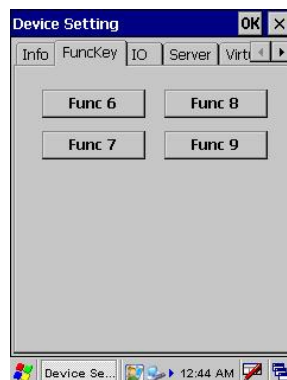 Device Setting OK ×
Info FuncKey IO Server Virtu
Func 6 Func 8
Func 7 Func 9
Device Se... 12:44 AM